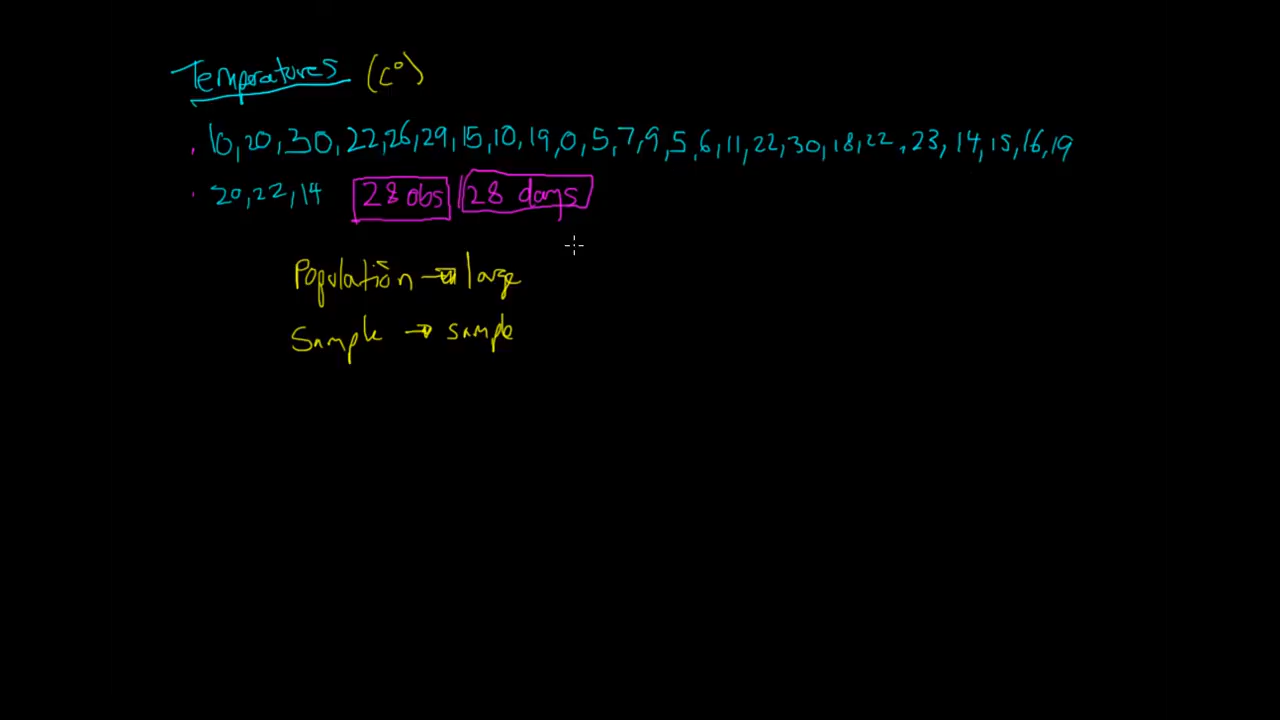 Temperatures (C°)
10, 20, 30, 22, 26, 29, 15, 10, 19, 0, 5, 7, 9, 5, 6, 11, 22, 30, 18, 22, 23, 14, 15, 16, 19
20, 22, 14 28 obs 28 days
Population → large
Sample → sample